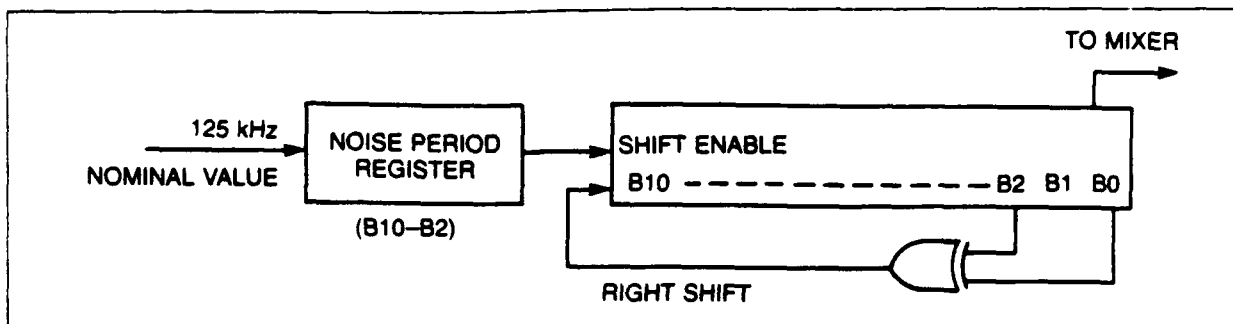 TO MIXER
125 kHz
NOMINAL VALUE
NOISE PERIOD
REGISTER
(B10–B2)
SHIFT ENABLE
B10 – – – – – – – – – – – – – B2 B1 B0
RIGHT SHIFT